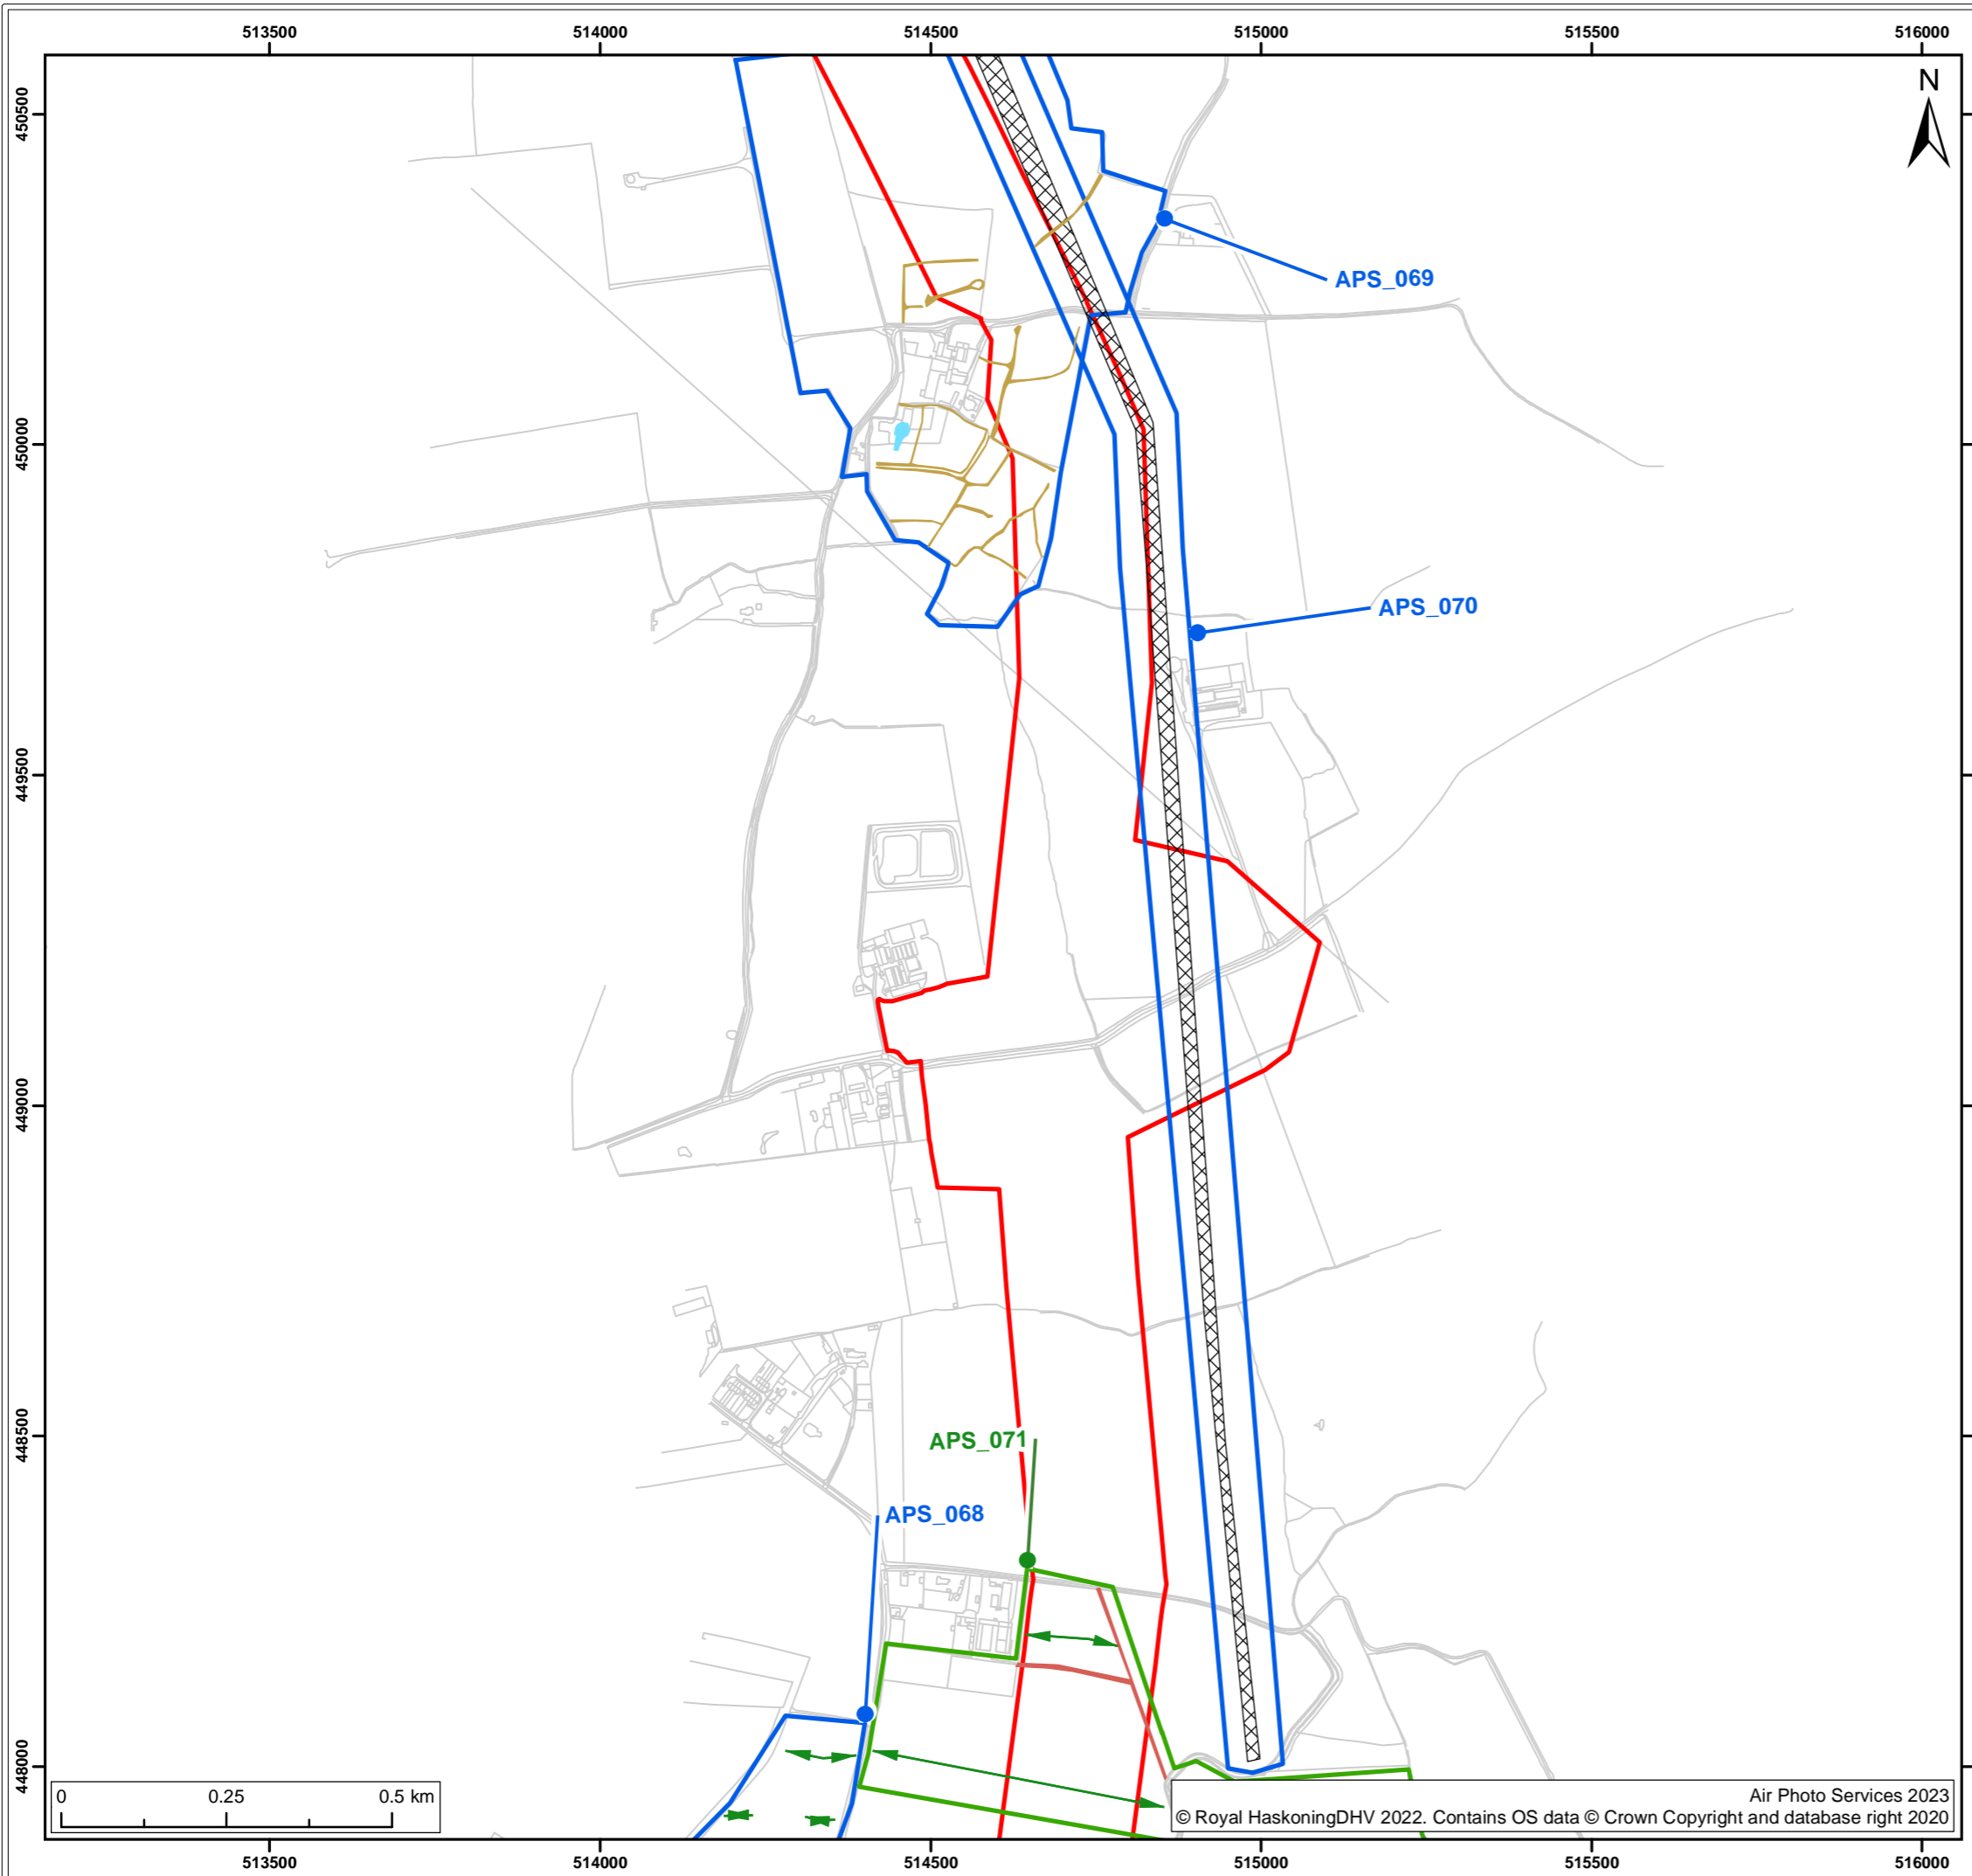 513500 514000 514500 515000 515500 516000
N
450500
APS_069
450000
APS_070
449500
449000
448500
APS_071
APS_068
448000
0 0.25 0.5 km
Air Photo Services 2023
© Royal HaskoningDHV 2022. Contains OS data © Crown Copyright and database right 2020
513500 514000 514500 515000 515500 516000